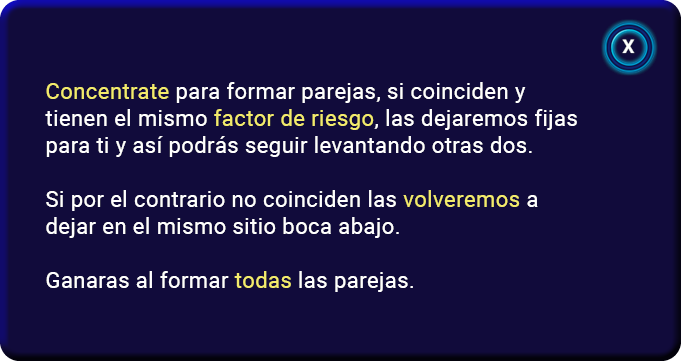 X
Concentrate para formar parejas, si coinciden y
tienen el mismo factor de riesgo, las dejaremos fijas
para ti y así podrás seguir levantando otras dos.
Si por el contrario no coinciden las volveremos a
dejar en el mismo sitio boca abajo.
Ganaras al formar todas las parejas.